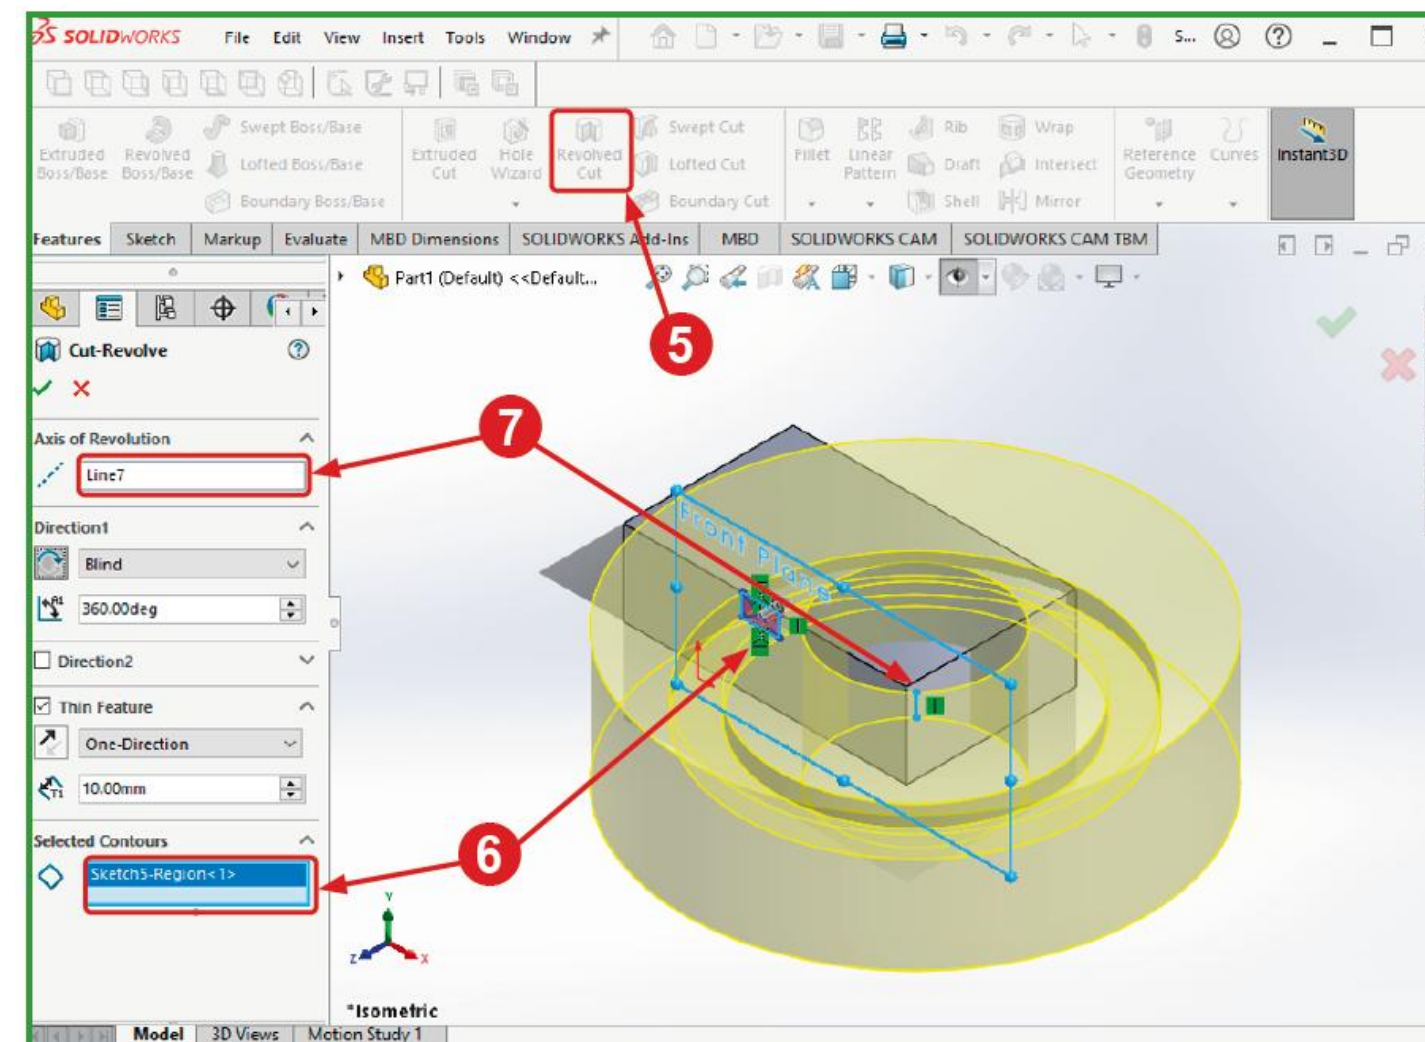 SOLIDWORKS File Edit View Insert Tools Window S...
Extruded Boss/Base
Revolved Boss/Base
Swept Boss/Base
Lofted Boss/Base
Boundary Boss/Base
Extruded Cut
Hole Wizard
Revolved Cut
Swept Cut
Lofted Cut
Boundary Cut
Fillet
Linear Pattern
Rib
Draft
Shell
Wrap
Intersect
Mirror
Reference Geometry
Curves
Instant3D
Features Sketch Markup Evaluate MBD Dimensions SOLIDWORKS Add-Ins MBD SOLIDWORKS CAM SOLIDWORKS CAM TBM
Part1 (Default) <<Default...
5
Cut-Revolve
7
Axis of Revolution
Line7
Direction1
Blind
360.00deg
Direction2
Thin Feature
One-Direction
T1
10.00mm
Selected Contours
Sketch5-Region<1>
6
Front Plane
Y
Z
X
*Isometric
Model 3D Views Motion Study 1